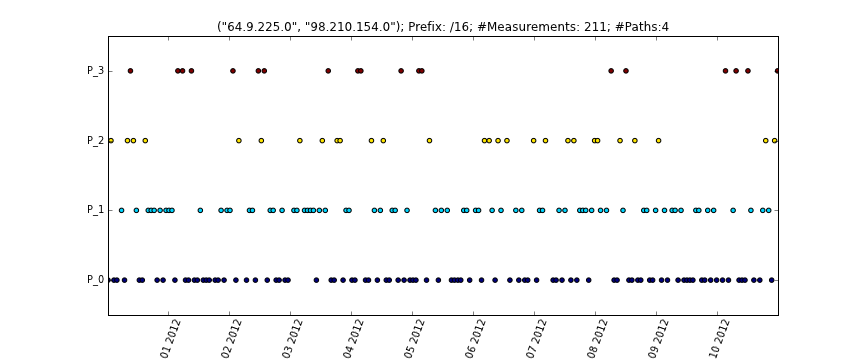 ("64.9.225.0", "98.210.154.0"); Prefix: /16; #Measurements: 211; #Paths:4
P_3
P_2
P_1
P_0
01 2012
02 2012
03 2012
04 2012
05 2012
06 2012
07 2012
08 2012
09 2012
10 2012